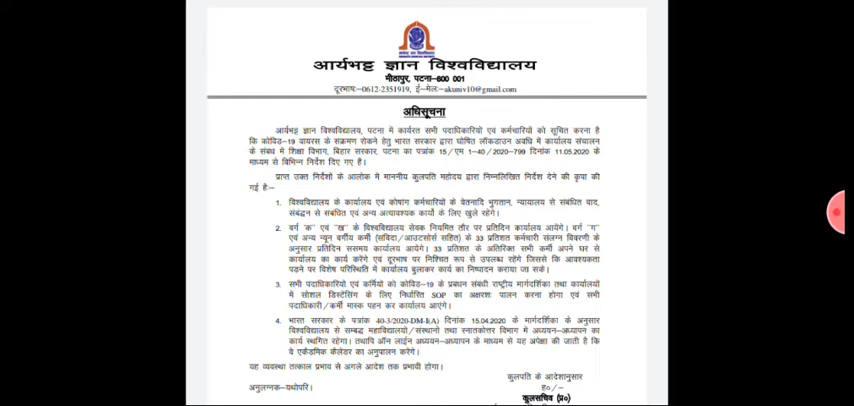 आर्यभट्ट ज्ञान विश्वविद्यालय
मीठापुर, पटना-800 001
दूरभाषः-0612-2351919, ई-मेलः-akuniv10@gmail.com
अधिसूचना
आर्यभट्ट ज्ञान विश्वविद्यालय, पटना में कार्यरत सभी पदाधिकारियों एवं कर्मचारियों को सूचित करना है
कि कोविड-19 वायरस के संक्रमण रोकने हेतु भारत सरकार द्वारा घोषित लॉकडाउन अवधि में कार्यालय संचालन
के संबंध में शिक्षा विभाग, बिहार सरकार, पटना का पत्रांक 15/एम 1-40/2020-799 दिनांक 11.05.2020 के
माध्यम से विभिन्न निर्देश दिए गए है।
प्राप्त उक्त निर्देशों के आलोक में माननीय कुलपति महोदय द्वारा निम्नलिखित निर्देश देने की कृपा की
गई है:-
1. विश्वविद्यालय के कार्यालय एवं कोषांग कर्मचारियों के वेतनादि भुगतान, न्यायालय से संबंधित वाद,
संबंद्धन से संबंधित एवं अन्य अत्यावश्यक कार्यों के लिए खुले रहेंगे।
2. वर्ग "क" एवं "ख" के विश्वविद्यालय सेवक नियमित तौर पर प्रतिदिन कार्यालय आयेंगे। वर्ग "ग"
एवं अन्य न्यून वर्गीय कर्मी (संविदा/आउटसोर्स सहित) के 33 प्रतिशत कर्मचारी संलग्न विवरणी के
अनुसार प्रतिदिन ससमय कार्यालय आयेंगे। 33 प्रतिशत के अतिरिक्त सभी कर्मी अपने घर से
कार्यालय का कार्य करेंगे एवं दूरभाष पर निश्चित रूप से उपलब्ध रहेंगे जिससे कि आवश्यकता
पड़ने पर विशेष परिस्थिति में कार्यालय बुलाकर कार्य का निष्पादन कराया जा सके।
3. सभी पदाधिकारियों एवं कर्मियों को कोविड-19 के प्रबंधन संबंधी राष्ट्रीय मार्गदर्शिका तथा कार्यालयों
में सोशल डिस्टेंसिंग के लिए निर्धारित SOP का अक्षरशः पालन करना होगा एवं सभी
पदाधिकारी/कर्मी मास्क पहन कर कार्यालय आएंगे।
4. भारत सरकार के पत्रांक 40-3/2020-DM-I(A) दिनांक 15.04.2020 के मार्गदर्शिका के अनुसार
विश्वविद्यालय से सम्बद्ध महाविद्यालयों/संस्थानो तथा स्नातकोत्तर विभाग में अध्ययन-अध्यापन का
कार्य स्थगित रहेगा। तथापि ऑन लाईन अध्ययन-अध्यापन के माध्यम से यह अपेक्षा की जाती है कि
वे एकैडमिक कैलेंडर का अनुपालन करेंगे।
यह व्यवस्था तत्काल प्रभाव से अगले आदेश तक प्रभावी होगा।
कुलपति के आदेशानुसार
अनुलग्नक-यथोपरि।
ह०/-
कुलसचिव (प्र०)